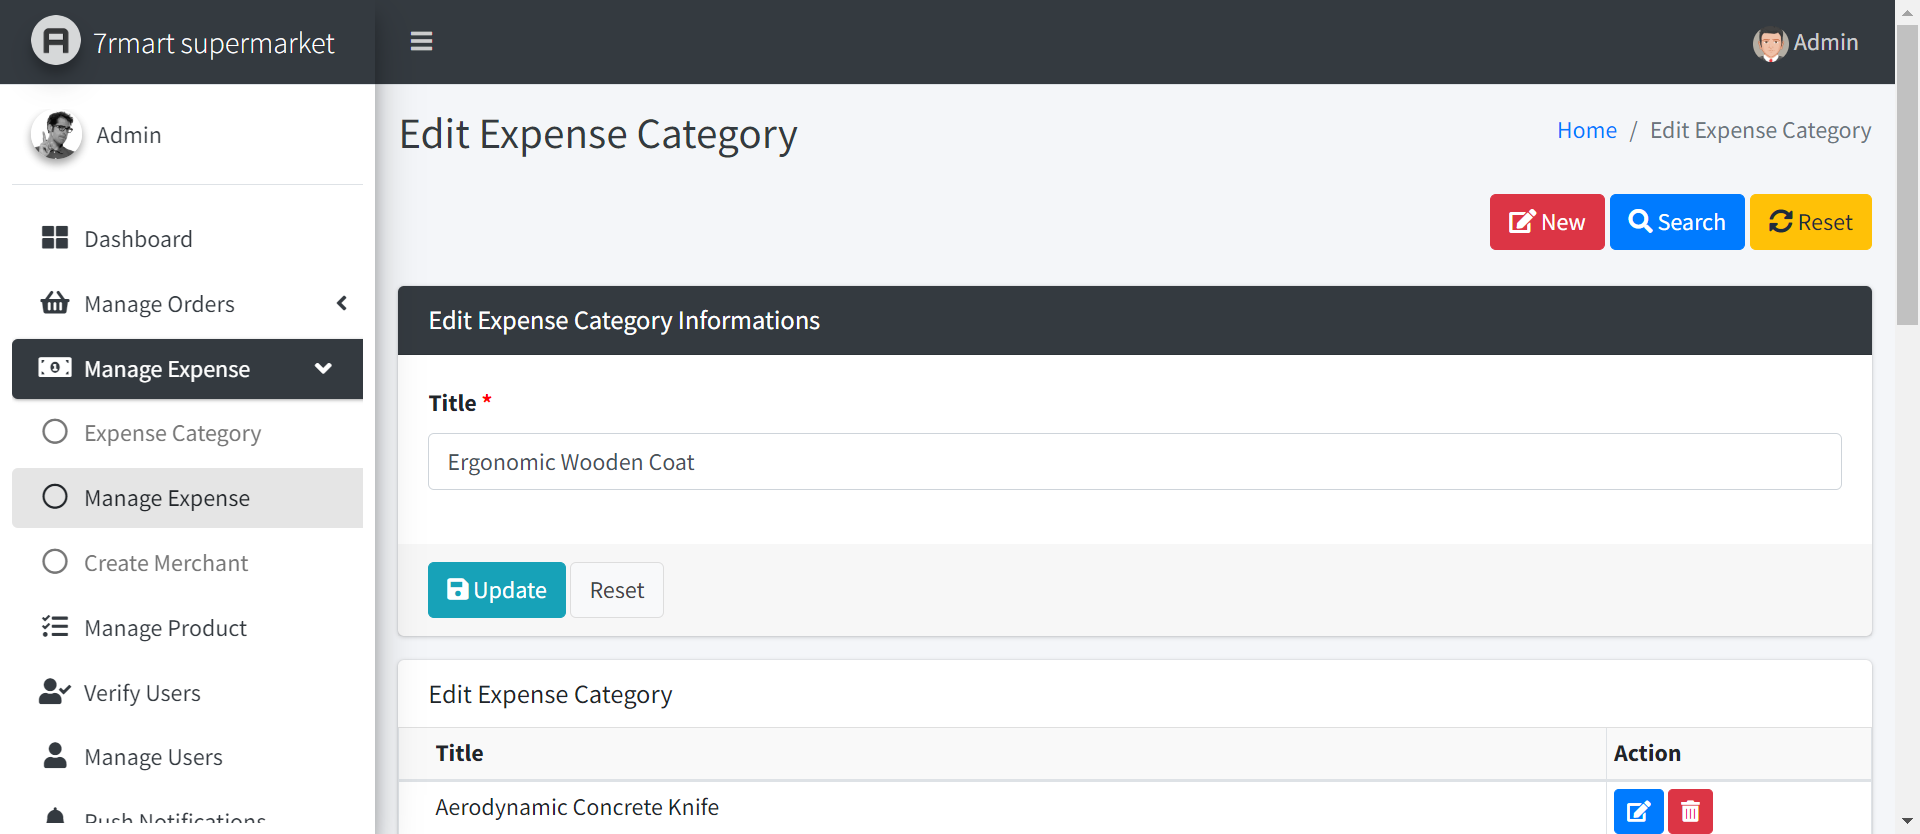 7rmart supermarket
Admin
Admin
Edit Expense Category
Home / Edit Expense Category
New
Search
Reset
Dashboard
Manage Orders
Manage Expense
Expense Category
Manage Expense
Create Merchant
Manage Product
Verify Users
Manage Users
Push Notifications
Edit Expense Category Informations
Title *
Ergonomic Wooden Coat
Update
Reset
Edit Expense Category
Title
Action
Aerodynamic Concrete Knife